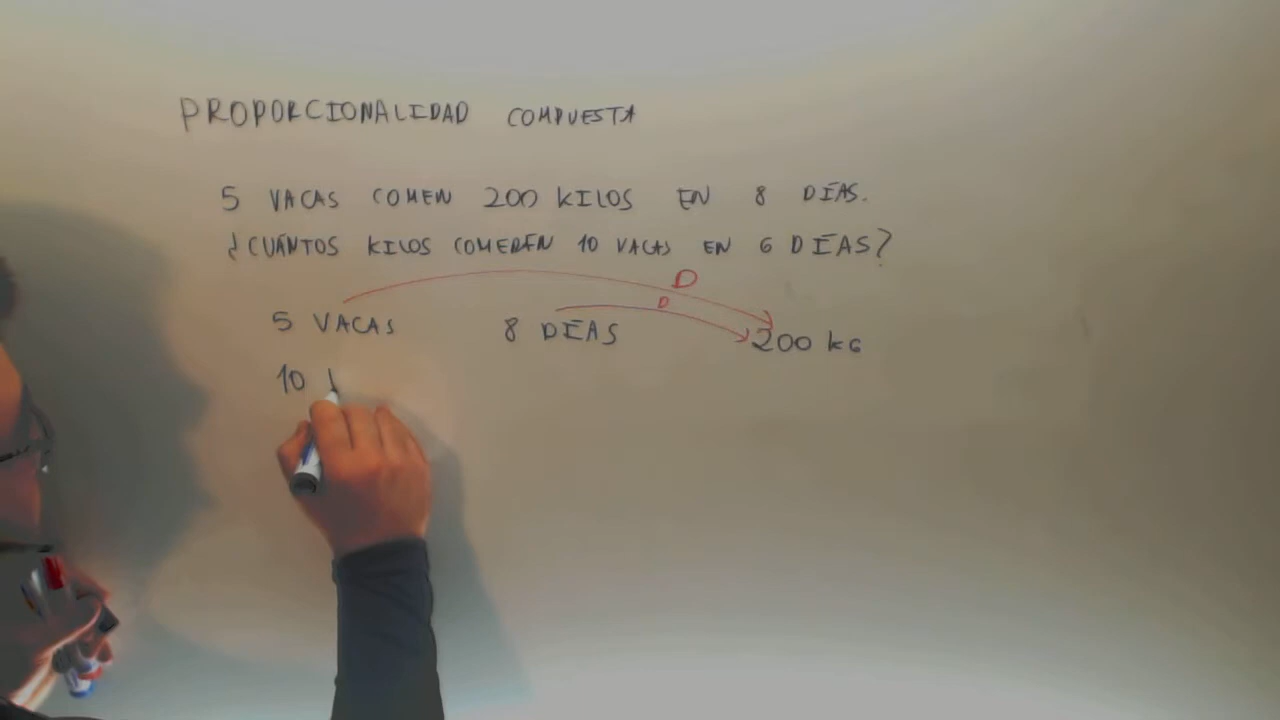 PROPORCIONALIDAD COMPUESTA
5 VACAS COMEN 200 KILOS EN 8 DÍAS.
¿CUÁNTOS KILOS COMERÁN 10 VACAS EN 6 DÍAS?
D
D
5 VACAS 8 DÍAS 200 KG
10